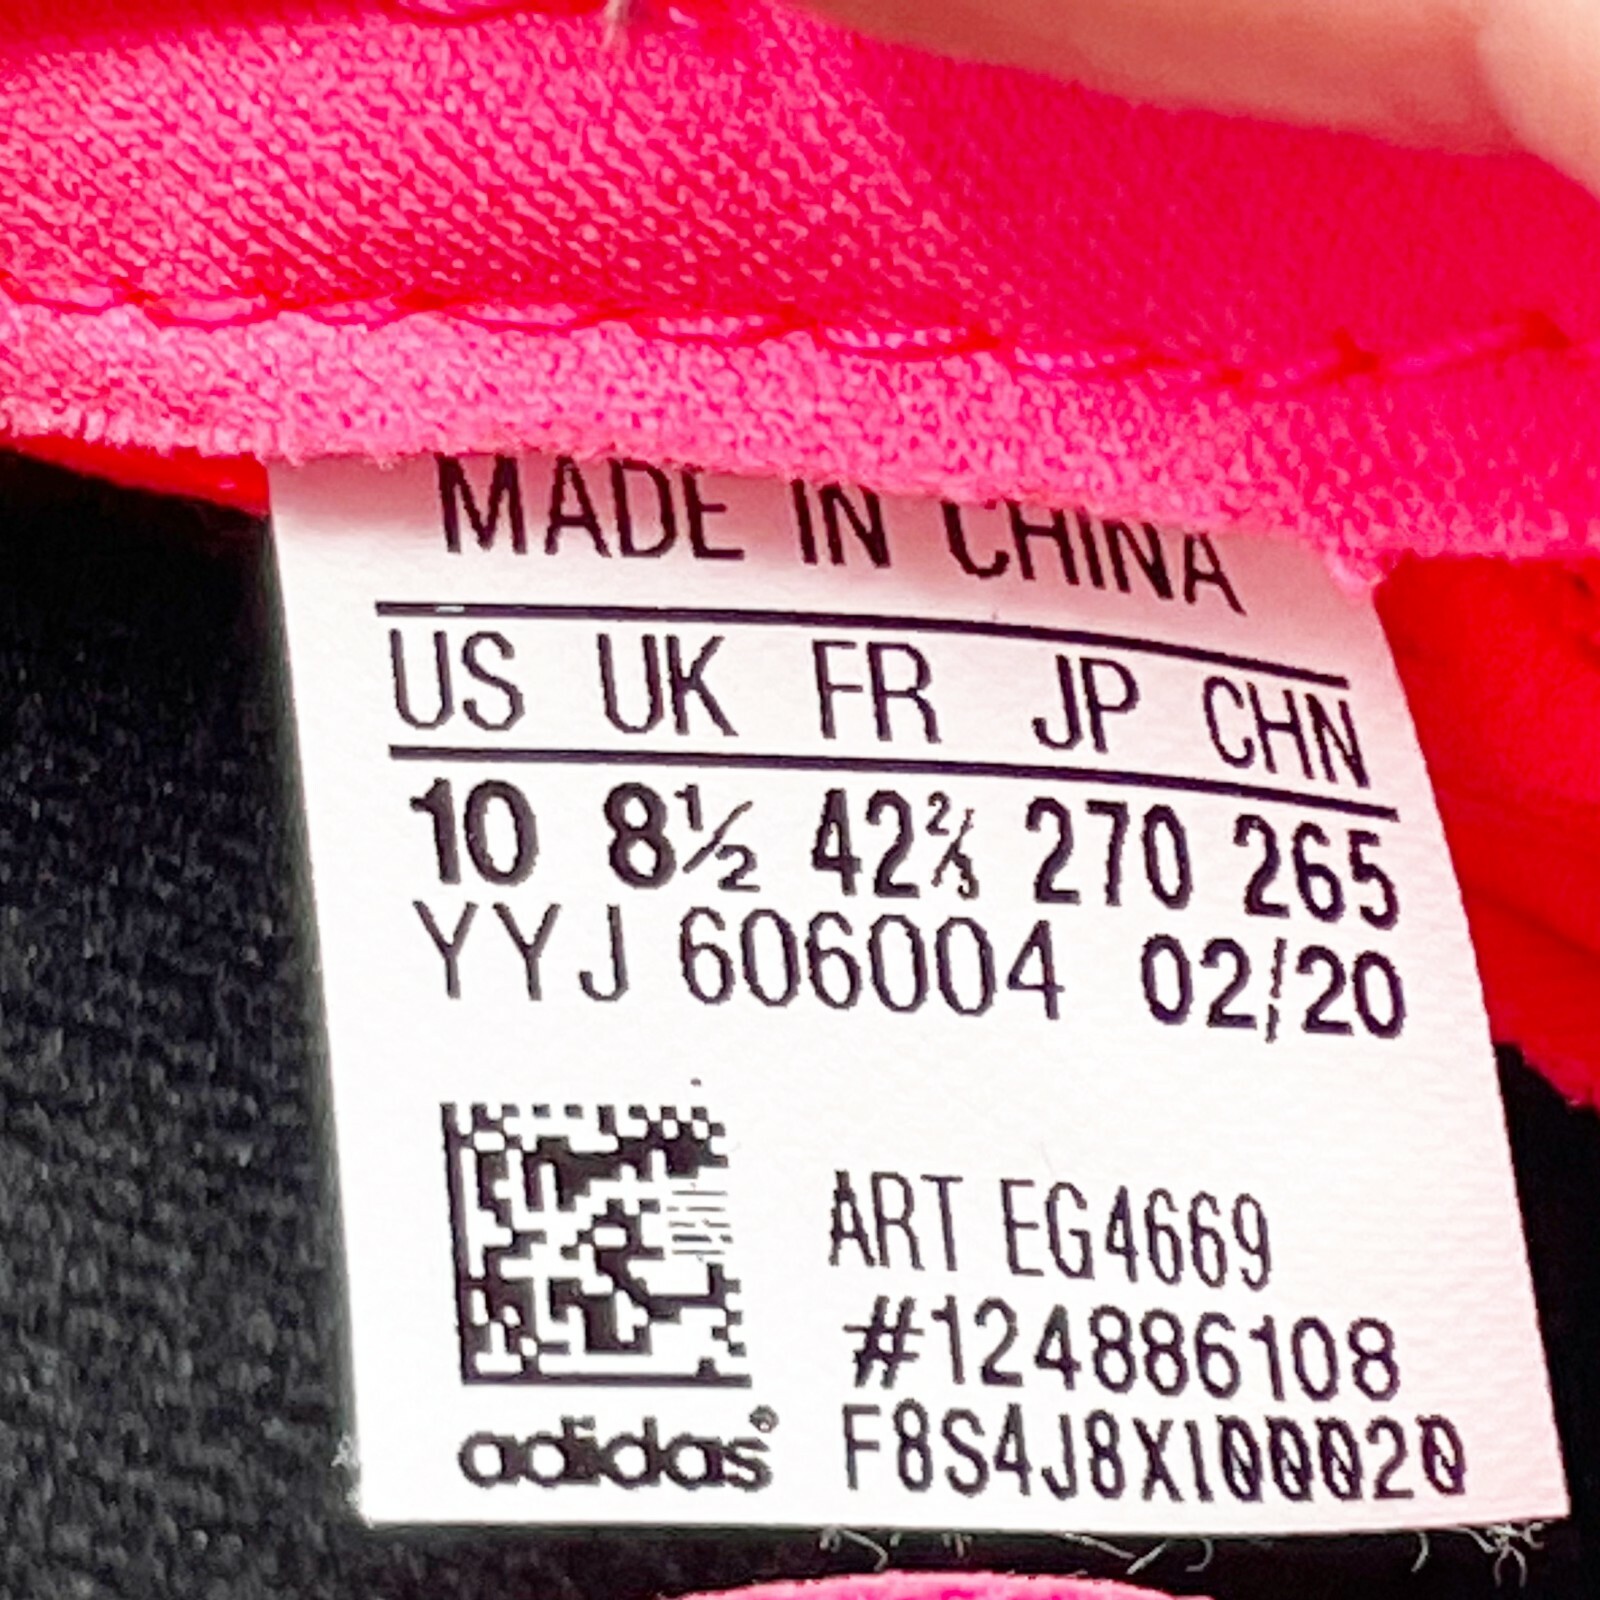 MADE IN CHINA
US UK FR JP CHN
10 8½ 42⅔ 270 265
YYJ 606004 02/20
ART EG4669
#124886108
adidas® F8S4J8X100020